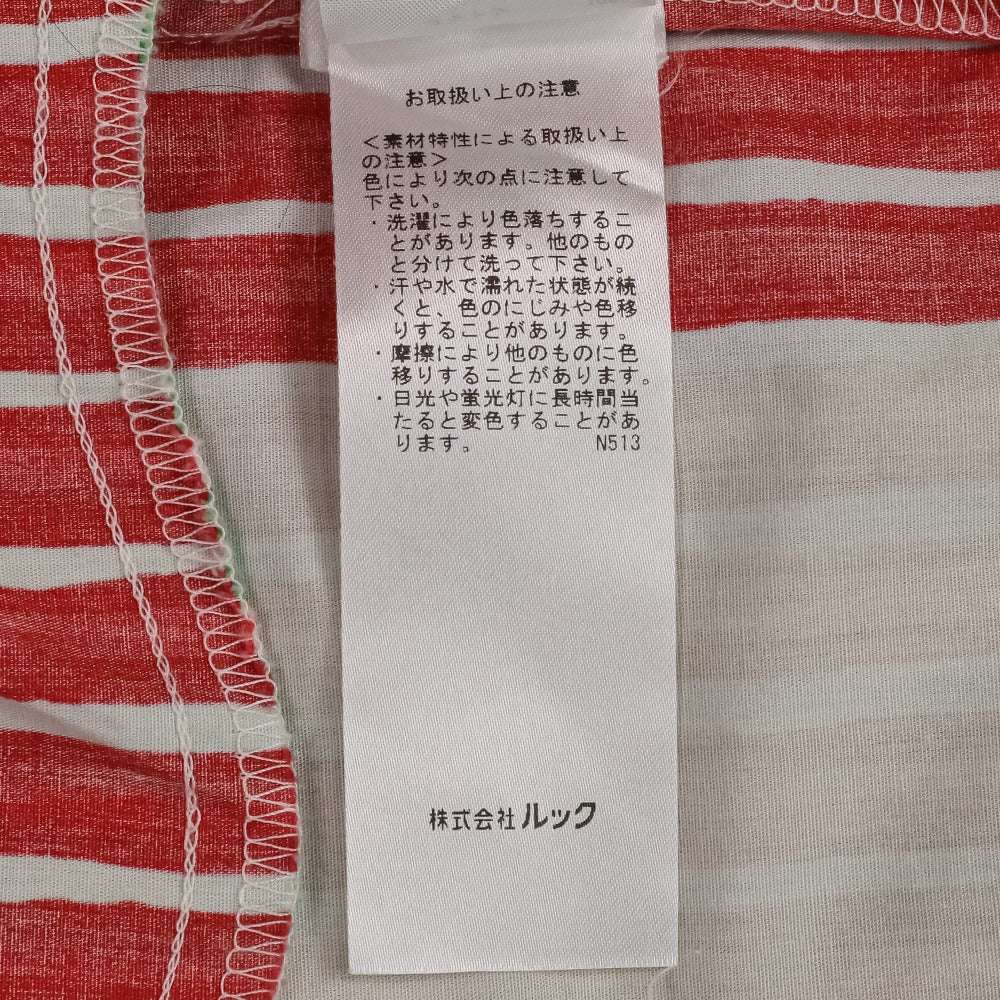 お取扱い上の注意
＜素材特性による取扱い上
の注意＞
色により次の点に注意して
下さい。
・洗濯により色落ちするこ
とがあります。他のもの
と分けて洗って下さい。
・汗や水で濡れた状態が続
くと、色のにじみや色移
りすることがあります。
・摩擦により他のものに色
移りすることがあります。
・日光や蛍光灯に長時間当
たると変色することがあ
ります。 N513
株式会社 ルック